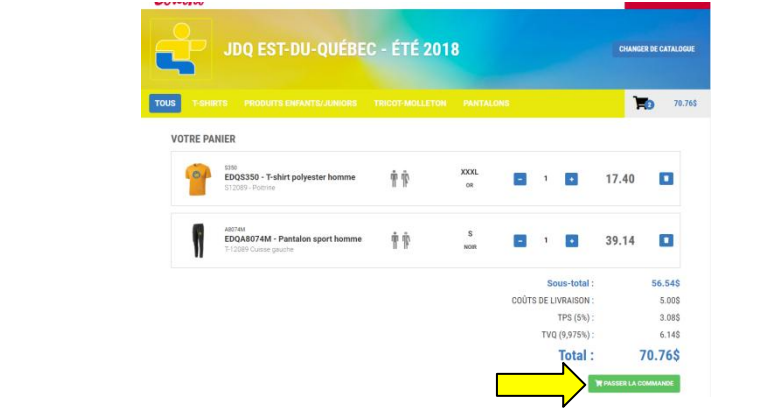 JDQ EST-DU-QUÉBEC - ÉTÉ 2018
CHANGER DE CATALOGUE
TOUS T-SHIRTS PRODUITS ENFANTS/JUNIORS TRICOT-MOLLETON PANTALONS 2 70.76$
VOTRE PANIER
S350
EDQS350 - T-shirt polyester homme
S12089 - Poitrine
XXXL
OR
- 1 + 17.40
A8074M
EDQA8074M - Pantalon sport homme
T-12089 Cuisse gauche
S
NOIR
- 1 + 39.14
Sous-total : 56.54$
COÛTS DE LIVRAISON : 5.00$
TPS (5%) : 3.08$
TVQ (9,975%) : 6.14$
Total : 70.76$
PASSER LA COMMANDE